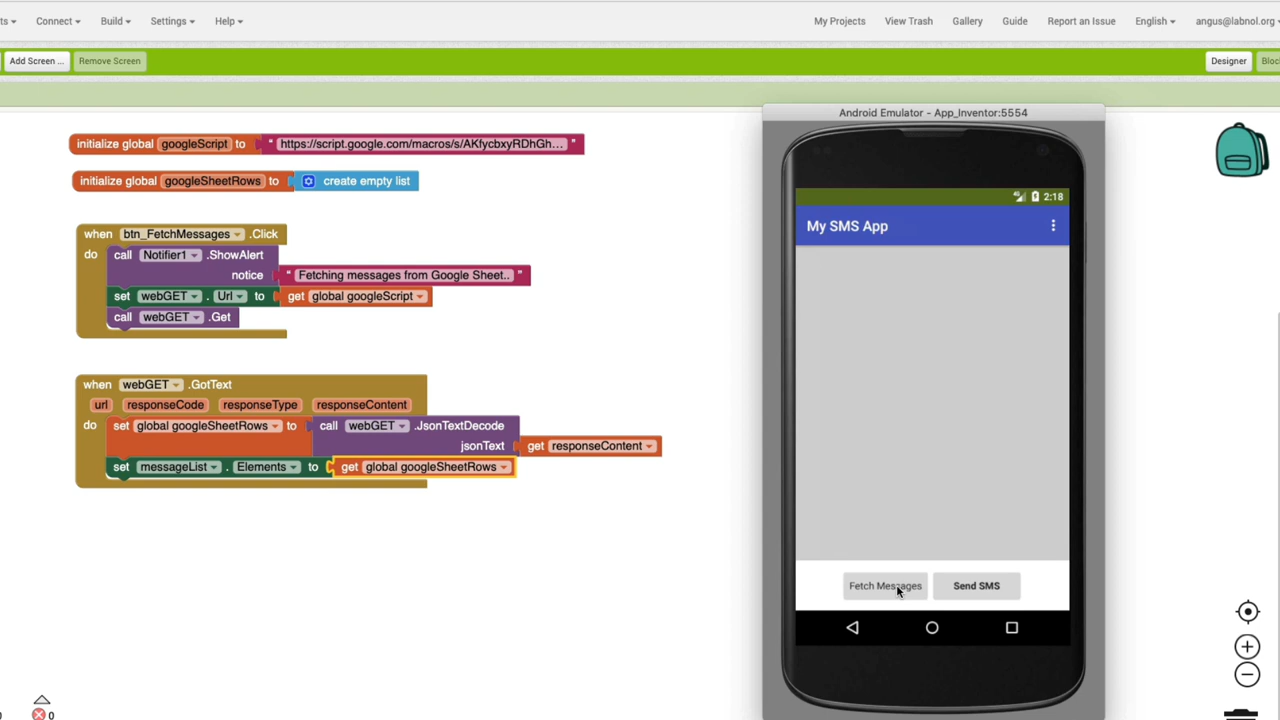 ts Connect Build Settings Help My Projects View Trash Gallery Guide Report an Issue English angus@labnol.org
Add Screen ... Remove Screen Designer Bloc
Android Emulator - App_Inventor:5554
initialize global googleScript to " https://script.google.com/macros/s/AKfycbxyRDhGh... "
initialize global googleSheetRows to create empty list
when btn_FetchMessages .Click
do call Notifier1 .ShowAlert
notice " Fetching messages from Google Sheet.. "
set webGET . Url to get global googleScript
call webGET .Get
when webGET .GotText
url responseCode responseType responseContent
do set global googleSheetRows to call webGET .JsonTextDecode
jsonText get responseContent
set messageList . Elements to get global googleSheetRows
0 0
4G 2:18
My SMS App
Fetch Messages Send SMS